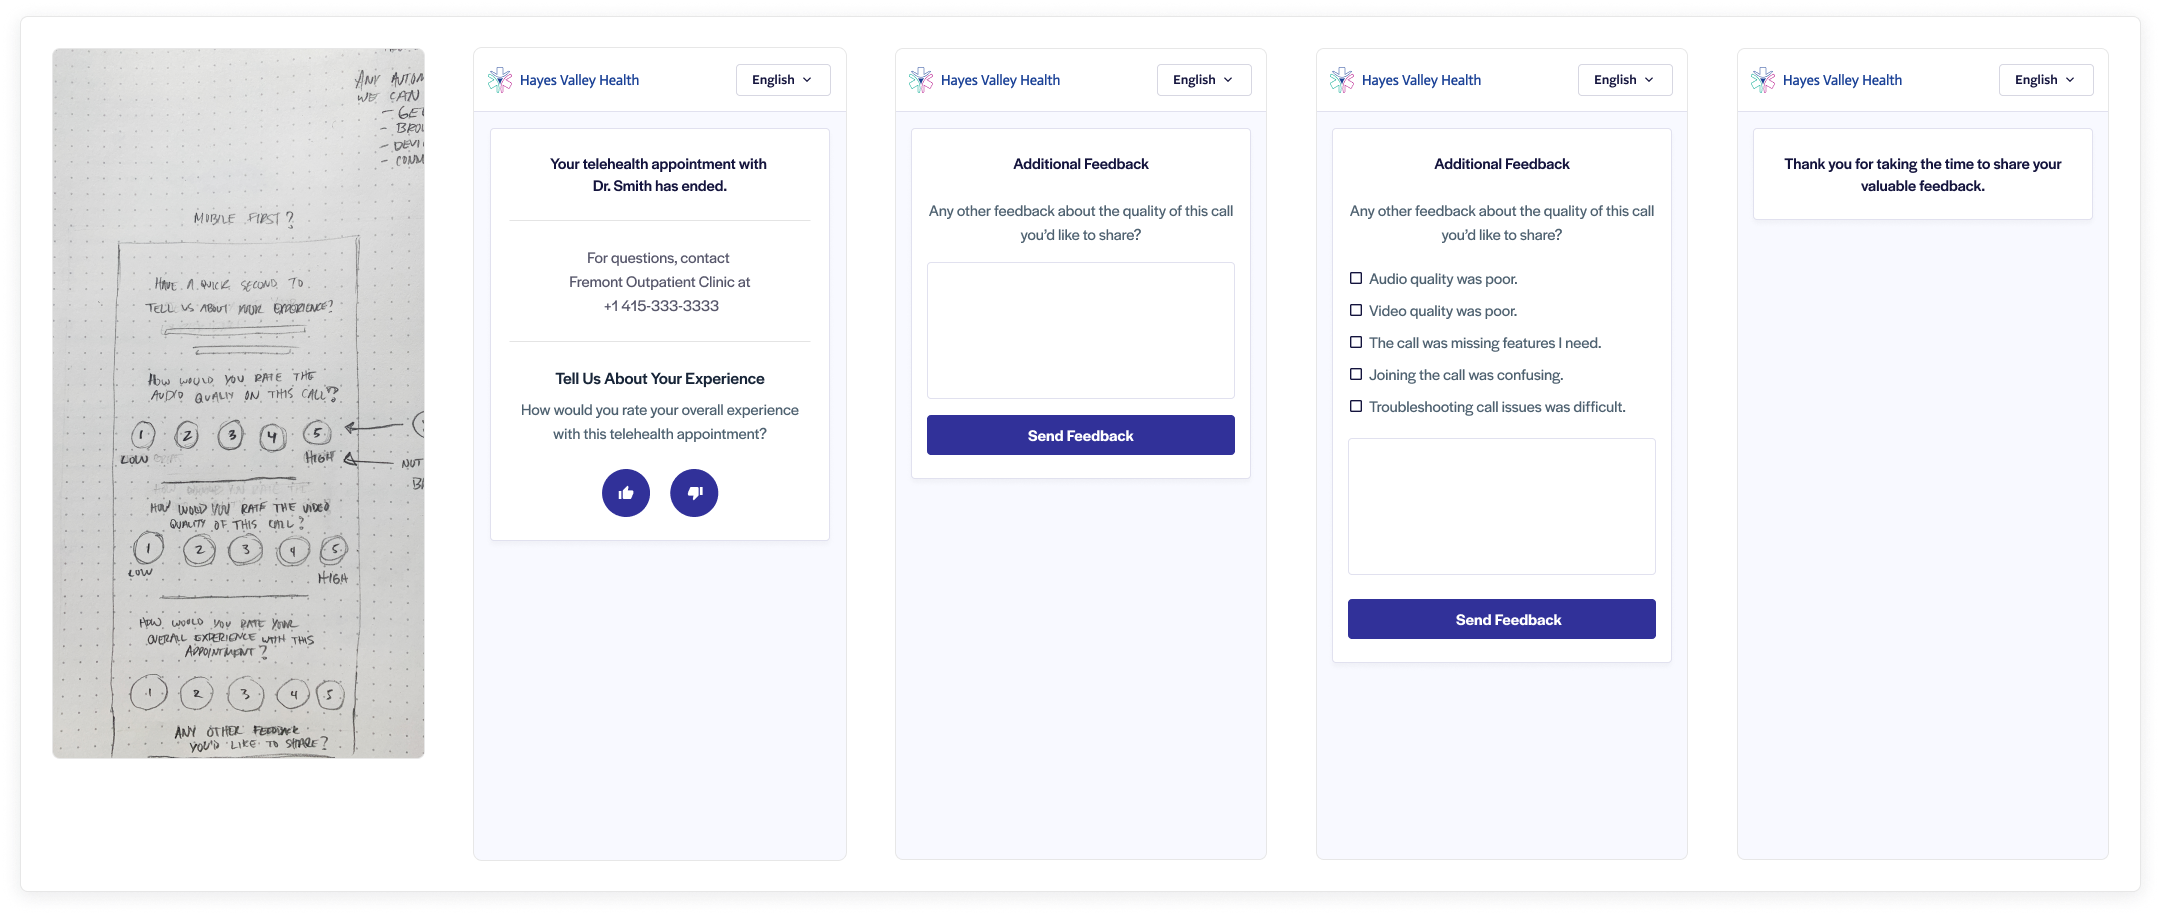 ANY AUTOM
WE CAN
- GE
- BRO
- DEVI
- CONN
MOBILE FIRST?
HAVE A QUICK SECOND TO
TELL US ABOUT YOUR EXPERIENCE?
HOW WOULD YOU RATE THE
AUDIO QUALIY ON THIS CALL?
1 2 3 4 5
LOW HIGH
NUT
BA
HOW WOULD YOU RATE THE VIDEO
QUALITY OF THIS CALL?
1 2 3 4 5
LOW
HIGH
HOW WOULD YOU RATE YOUR
OVERALL EXPERIENCE WITH THIS
APPOINTMENT?
1 2 3 4 5
ANY OTHER FEEDBACK
YOU'D LIKE TO SHARE?
Hayes Valley Health
English
Your telehealth appointment with
Dr. Smith has ended.
For questions, contact
Fremont Outpatient Clinic at
+1 415-333-3333
Tell Us About Your Experience
How would you rate your overall experience
with this telehealth appointment?
Hayes Valley Health
English
Additional Feedback
Any other feedback about the quality of this call
you'd like to share?
Send Feedback
Hayes Valley Health
English
Additional Feedback
Any other feedback about the quality of this call
you'd like to share?
Audio quality was poor.
Video quality was poor.
The call was missing features I need.
Joining the call was confusing.
Troubleshooting call issues was difficult.
Send Feedback
Hayes Valley Health
English
Thank you for taking the time to share your
valuable feedback.